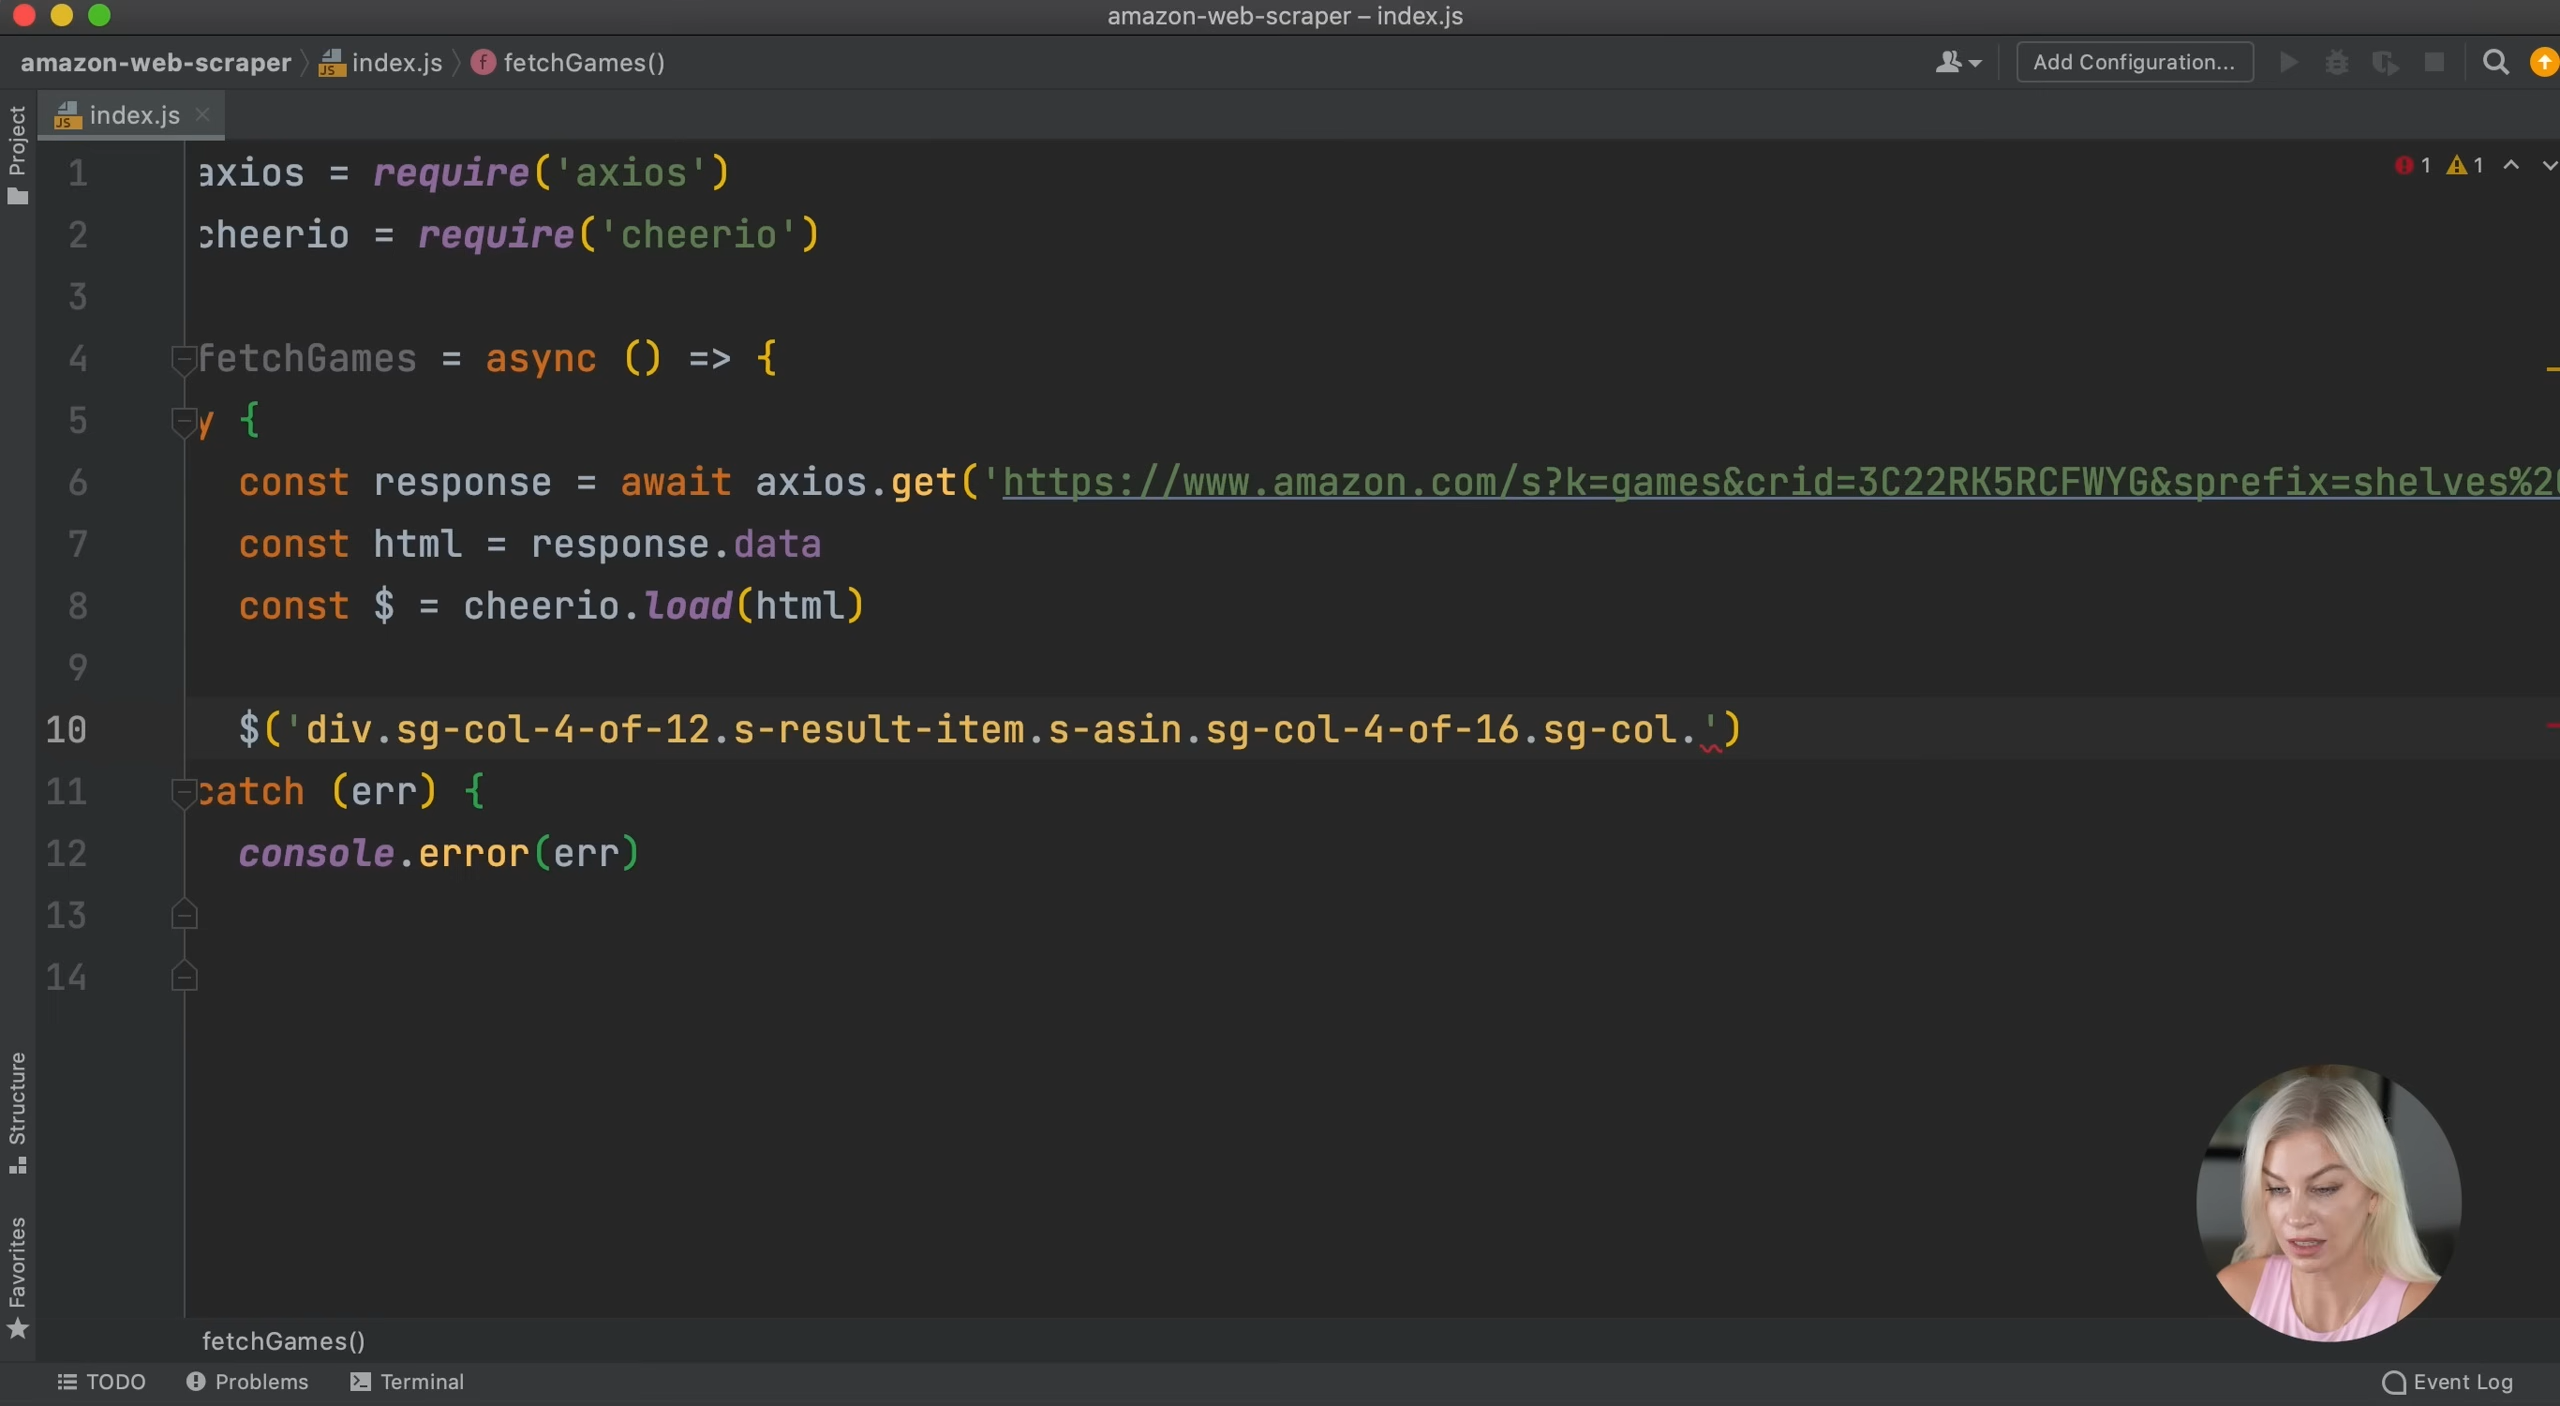 amazon-web-scraper – index.js
amazon-web-scraper index.js fetchGames()
Add Configuration...
index.js
Project
1 1
1 axios = require('axios')
2 cheerio = require('cheerio')
3
4 fetchGames = async () => {
5 y {
6 const response = await axios.get('https://www.amazon.com/s?k=games&crid=3C22RK5RCFWYG&sprefix=shelves%20
7 const html = response.data
8 const $ = cheerio.load(html)
9
10 $('div.sg-col-4-of-12.s-result-item.s-asin.sg-col-4-of-16.sg-col.')
11 catch (err) {
12 console.error(err)
13
14
Structure
Favorites
fetchGames()
TODO Problems Terminal
Event Log